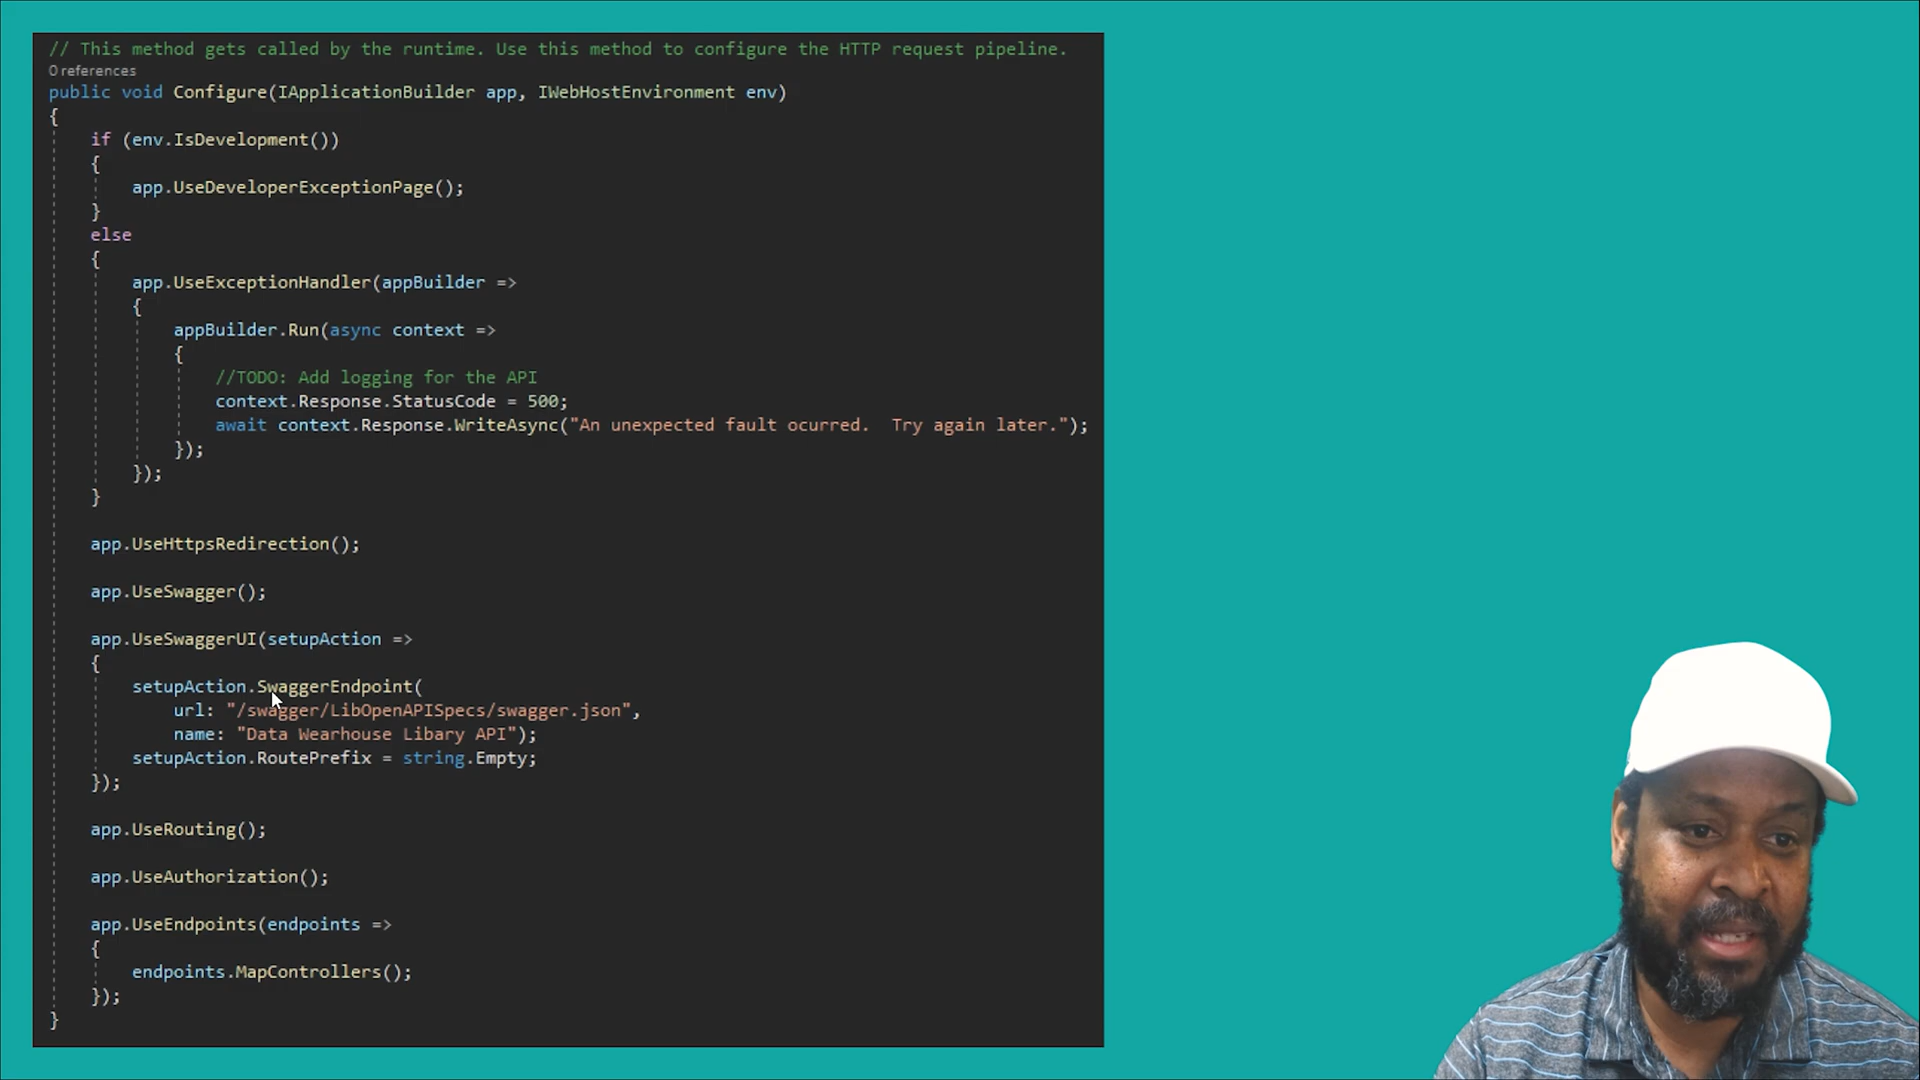 // This method gets called by the runtime. Use this method to configure the HTTP request pipeline.
0 references
public void Configure(IApplicationBuilder app, IWebHostEnvironment env)
{
if (env.IsDevelopment())
{
app.UseDeveloperExceptionPage();
}
else
{
app.UseExceptionHandler(appBuilder =>
{
appBuilder.Run(async context =>
{
//TODO: Add logging for the API
context.Response.StatusCode = 500;
await context.Response.WriteAsync("An unexpected fault ocurred.  Try again later.");
});
});
}
app.UseHttpsRedirection();
app.UseSwagger();
app.UseSwaggerUI(setupAction =>
{
setupAction.SwaggerEndpoint(
url: "/swagger/LibOpenAPISpecs/swagger.json",
name: "Data Wearhouse Libary API");
setupAction.RoutePrefix = string.Empty;
});
app.UseRouting();
app.UseAuthorization();
app.UseEndpoints(endpoints =>
{
endpoints.MapControllers();
});
}